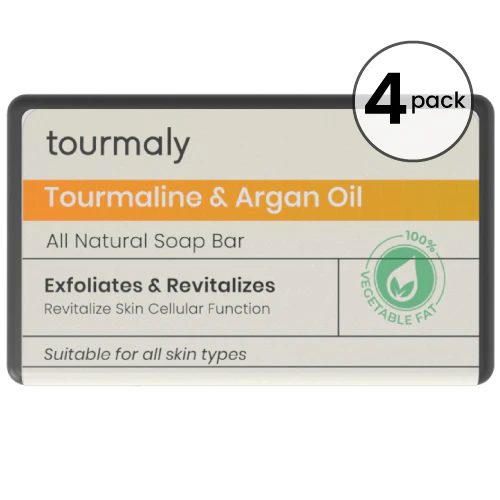 4 pack
tourmaly
Tourmaline & Argan Oil
All Natural Soap Bar
Exfoliates & Revitalizes
Revitalize Skin Cellular Function
100%
VEGETABLE FAT
Suitable for all skin types